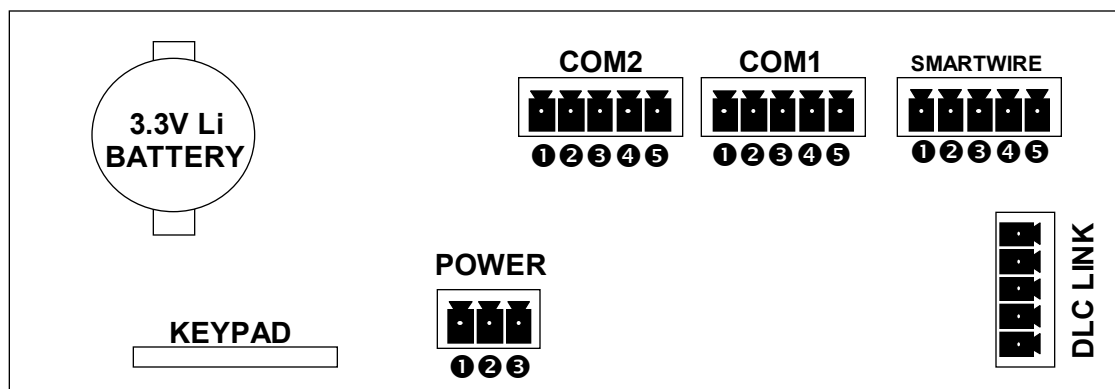 COM2
❶❷❸❹❺
COM1
❶❷❸❹❺
SMARTWIRE
❶❷❸❹❺
3.3V Li
BATTERY
POWER
❶❷❸
KEYPAD
DLC LINK